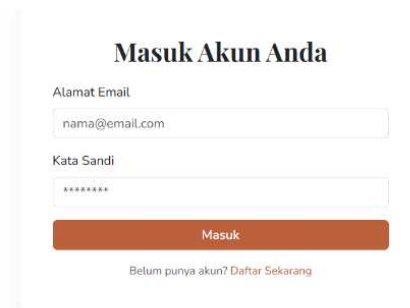 Masuk Akun Anda
Alamat Email
nama@email.com
Kata Sandi
********
Masuk
Belum punya akun? Daftar Sekarang